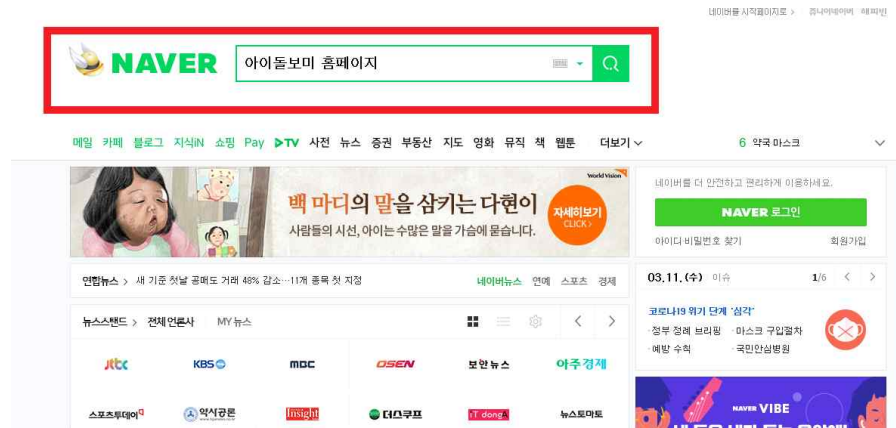 네이버를 시작페이지로 > 쥬니어네이버 해피빈
NAVER 아이돌보미 홈페이지
메일 카페 블로그 지식iN 쇼핑 Pay TV 사전 뉴스 증권 부동산 지도 영화 뮤직 책 웹툰 더보기
6 약국 마스크
World Vision
백 마디의 말을 삼키는 다현이
사람들의 시선, 아이는 수많은 말을 가슴에 묻습니다.
자세히보기
CLICK >
네이버를 더 안전하고 편리하게 이용하세요.
NAVER 로그인
아이디·비밀번호 찾기 회원가입
연합뉴스 > 새 기준 첫날 공매도 거래 48% 감소…11개 종목 첫 지정
네이버뉴스 연예 스포츠 경제
03.11.(수) 이슈 1/6 < >
뉴스스탠드 > 전체 언론사 MY 뉴스 < >
코로나19 위기 단계 '심각'
·정부 정례 브리핑 ·마스크 구입절차
·예방 수칙 ·국민안심병원
jtbc KBS MBC OSEN 보안뉴스 아주경제
스포츠투데이 약시공론 Insight 더스쿠프 IT dongA 뉴스토마토
NAVER VIBE